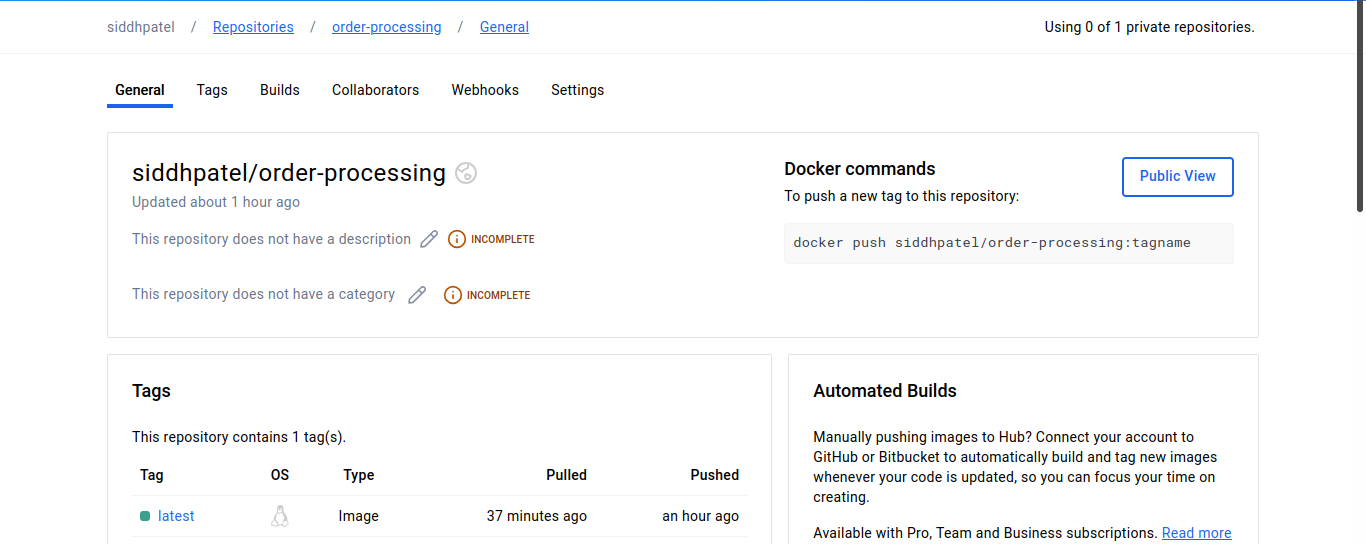 siddhpatel / Repositories / order-processing / General
Using 0 of 1 private repositories.
General Tags Builds Collaborators Webhooks Settings
siddhpatel/order-processing
Updated about 1 hour ago
This repository does not have a description INCOMPLETE
This repository does not have a category INCOMPLETE
Docker commands
To push a new tag to this repository:
Public View
docker push siddhpatel/order-processing:tagname
Tags
This repository contains 1 tag(s).
Tag OS Type Pulled Pushed
latest Image 37 minutes ago an hour ago
Automated Builds
Manually pushing images to Hub? Connect your account to
GitHub or Bitbucket to automatically build and tag new images
whenever your code is updated, so you can focus your time on
creating.
Available with Pro, Team and Business subscriptions. Read more